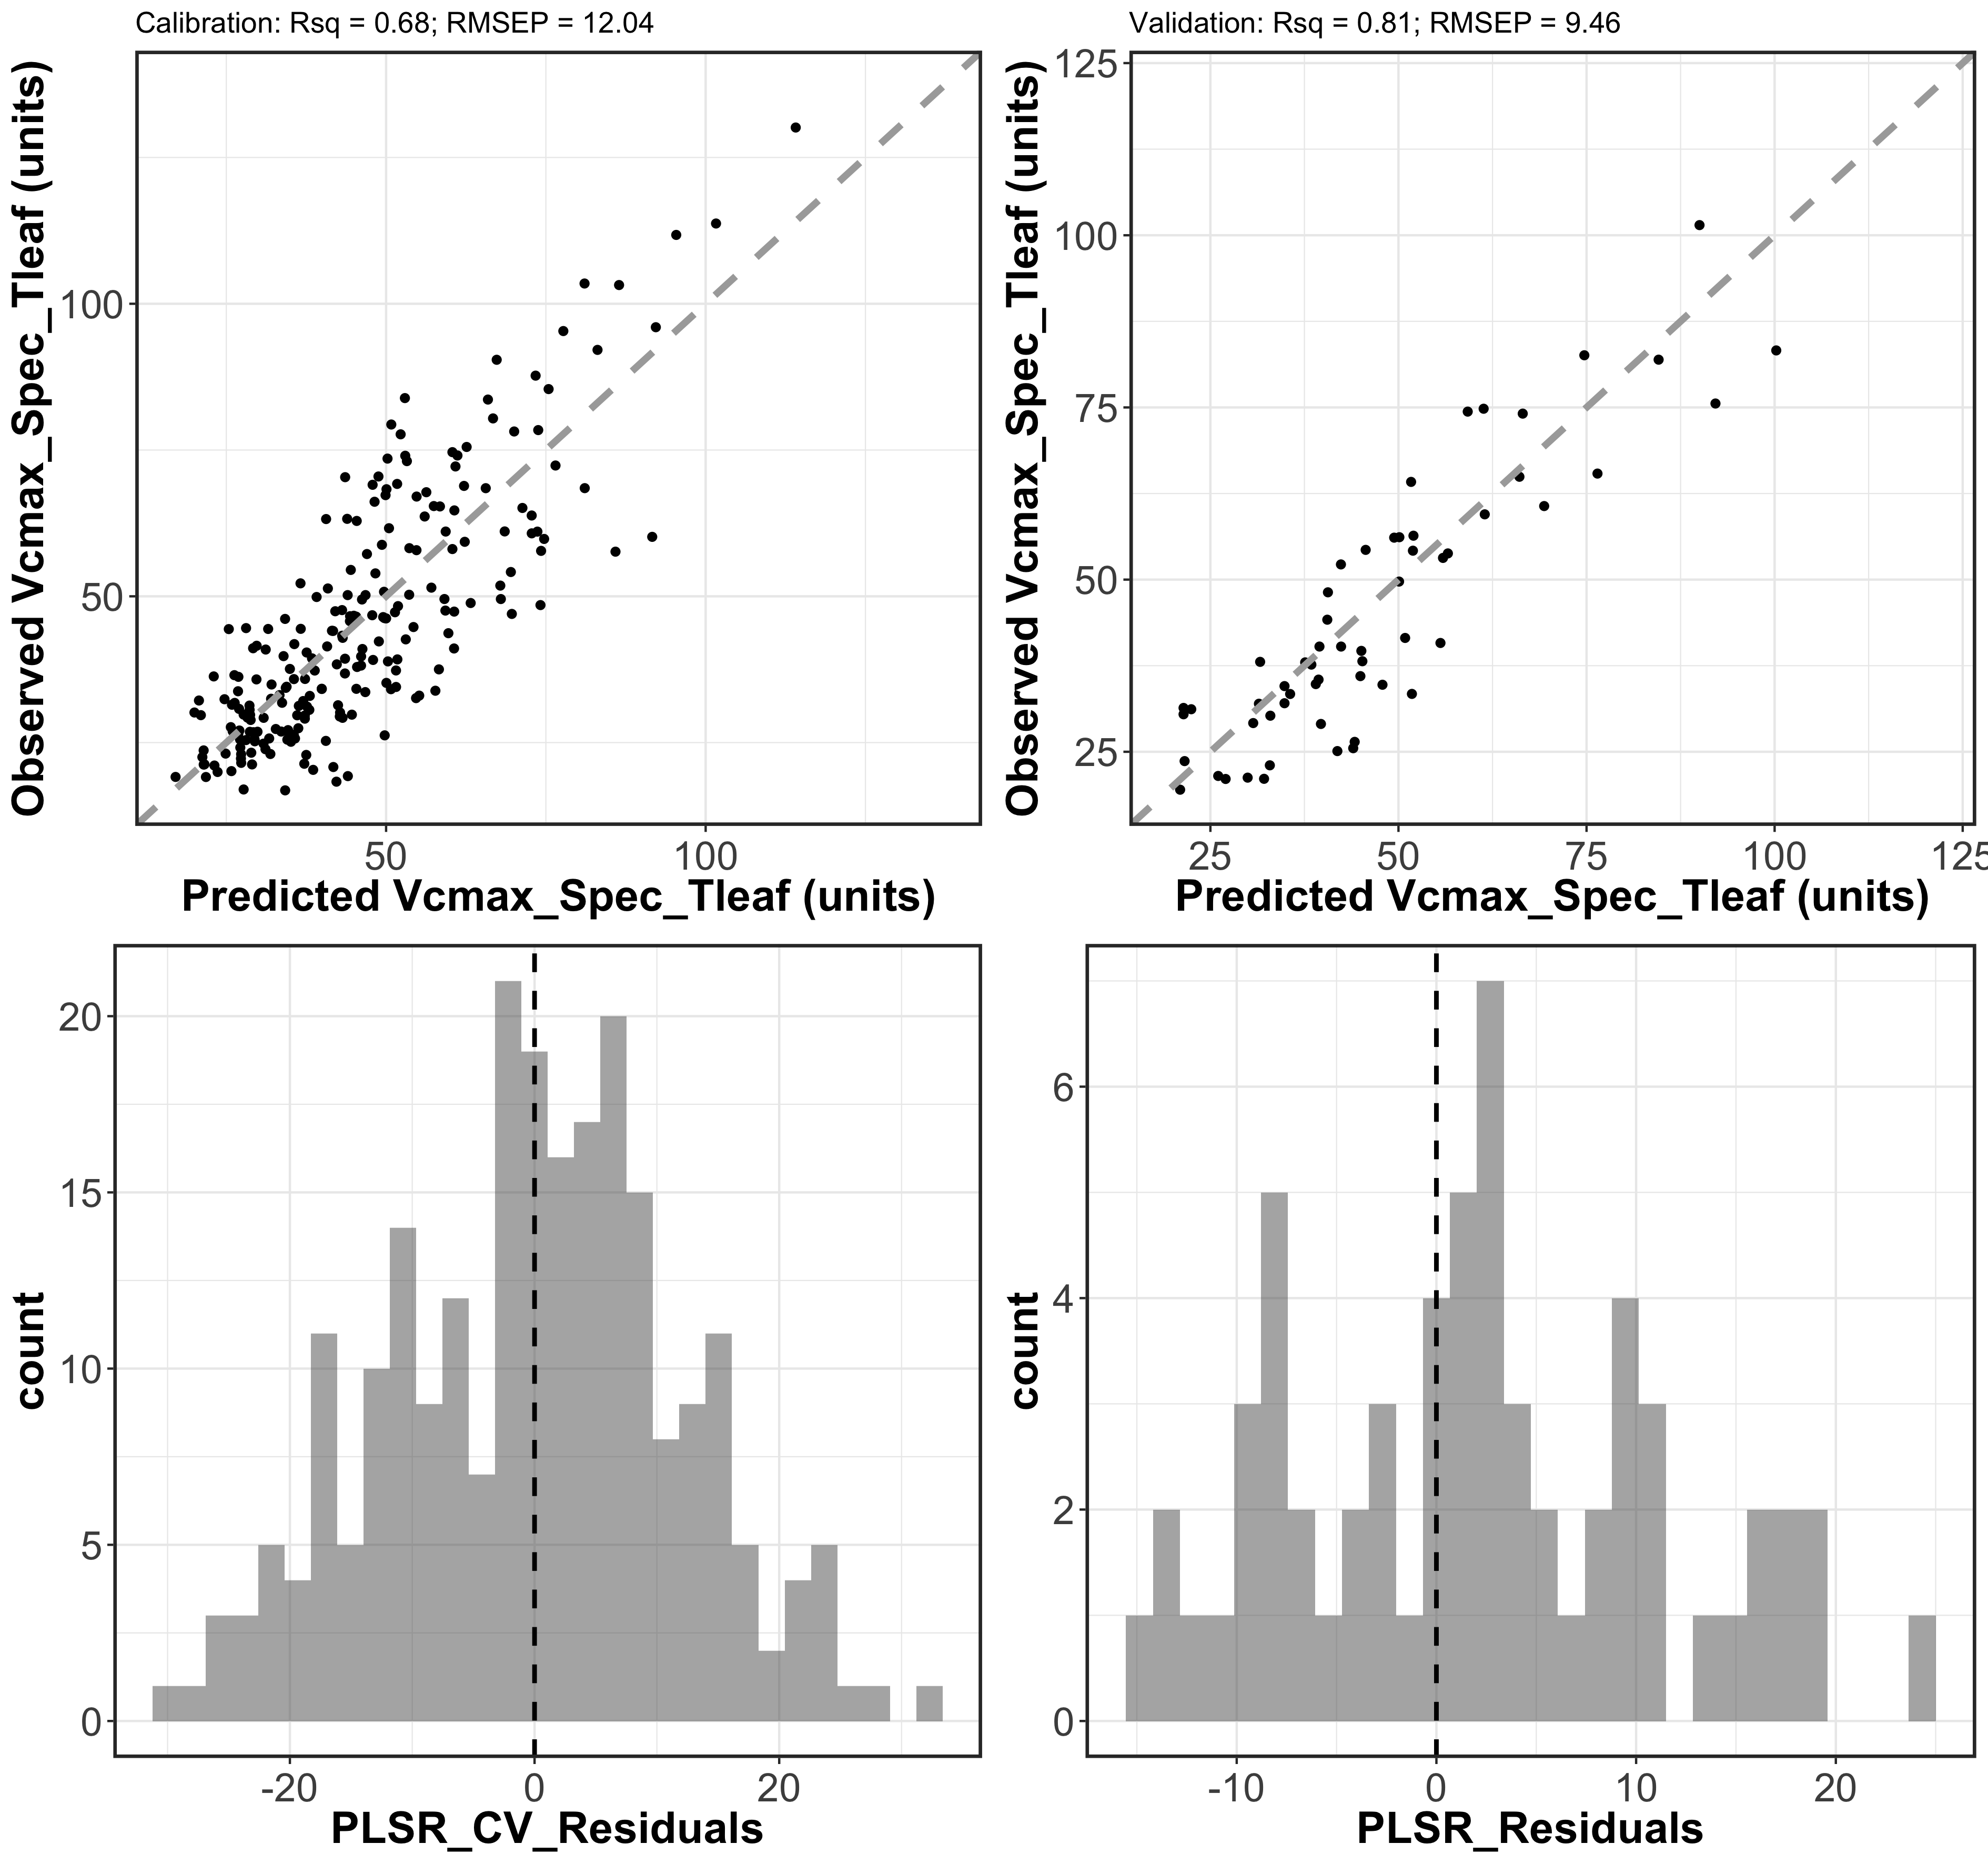 Calibration: Rsq = 0.68; RMSEP = 12.04
Observed Vcmax_Spec_Tleaf (units)
100
50
50 100
Predicted Vcmax_Spec_Tleaf (units)
Validation: Rsq = 0.81; RMSEP = 9.46
Observed Vcmax_Spec_Tleaf (units)
125
100
75
50
25
25 50 75 100 125
Predicted Vcmax_Spec_Tleaf (units)
count
20
15
10
5
0
-20 0 20
PLSR_CV_Residuals
count
6
4
2
0
-10 0 10 20
PLSR_Residuals